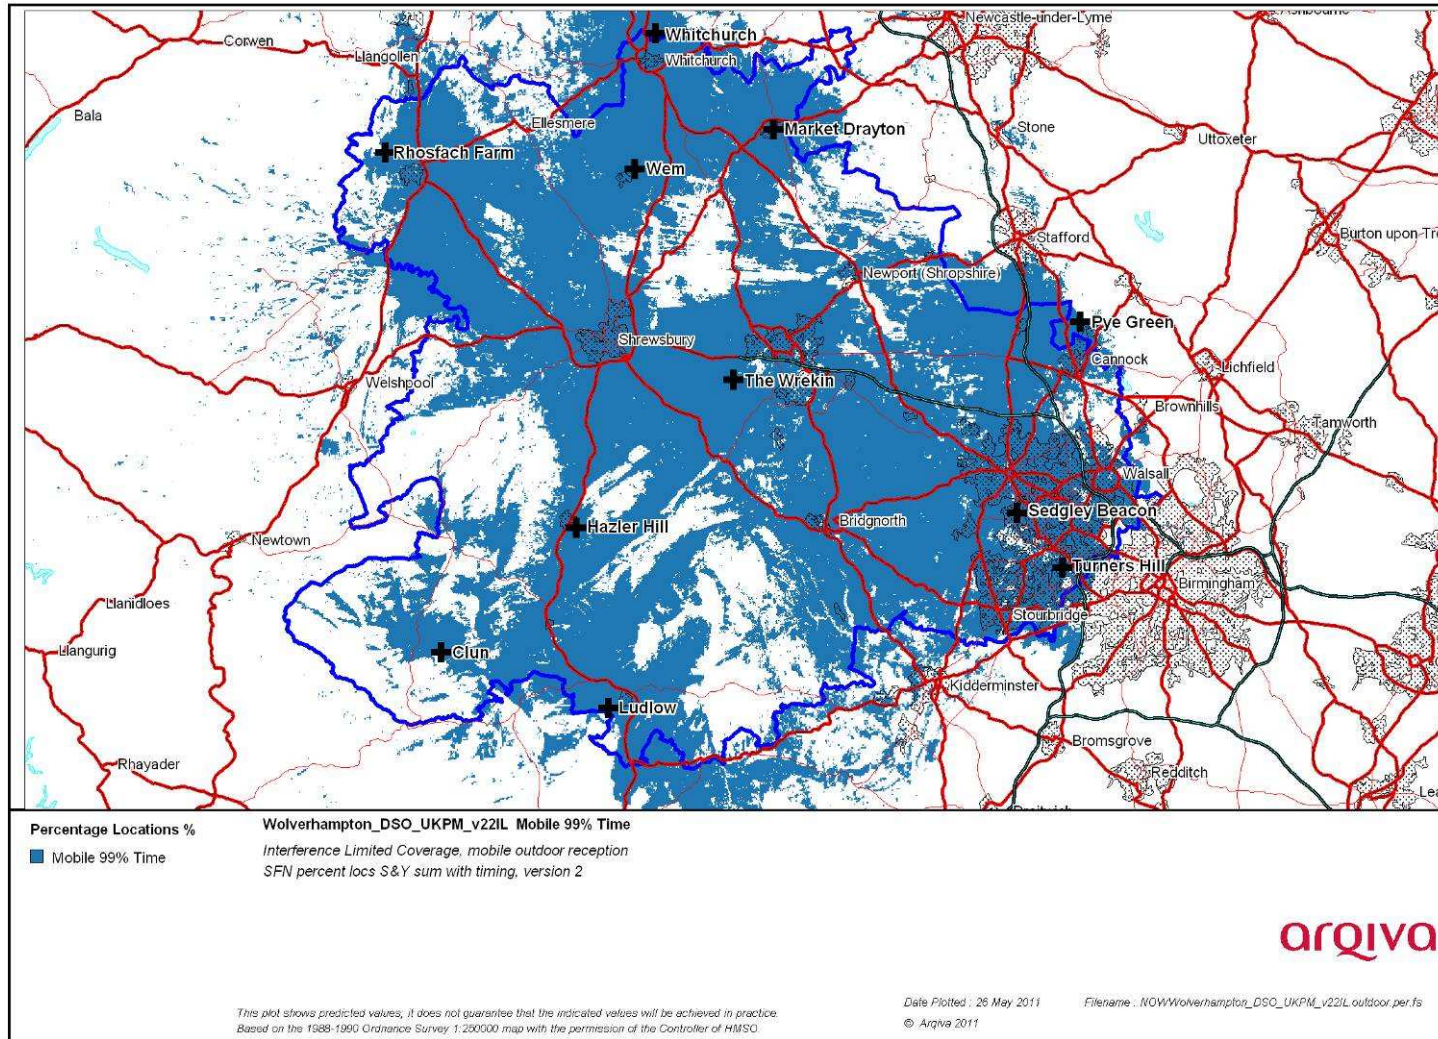 Newcastle-under-Lyme
Ashbourne
Whitchurch
Corwen
Llangollen
Whitchurch
Bala
Ellesmere
Market Drayton
Stone
Uttoxeter
Rhosfach Farm
Wem
Stafford
Burton upon Tre
Newport (Shropshire)
Pye Green
Shrewsbury
Cannock
Lichfield
Welshpool
The Wrekin
Brownhills
Tamworth
Walsall
Hazler Hill
Bridgnorth
Sedgley Beacon
Newtown
Turners Hill
Birmingham
Llanidloes
Stourbridge
Llangurig
Clun
Kidderminster
Ludlow
Bromsgrove
Rhayader
Redditch
Lea
Percentage Locations %
Mobile 99% Time
Wolverhampton_DSO_UKPM_v22IL Mobile 99% Time
Interference Limited Coverage, mobile outdoor reception
SFN percent locs S&Y sum with timing, version 2
arqiva
Date Plotted : 26 May 2011
Filename : NOWWolverhampton_DSO_UKPM_v22IL.outdoor.per.fs
This plot shows predicted values; it does not guarantee that the indicated values will be achieved in practice.
Based on the 1988-1990 Ordnance Survey 1:250000 map with the permission of the Controller of HMSO
© Arqiva 2011